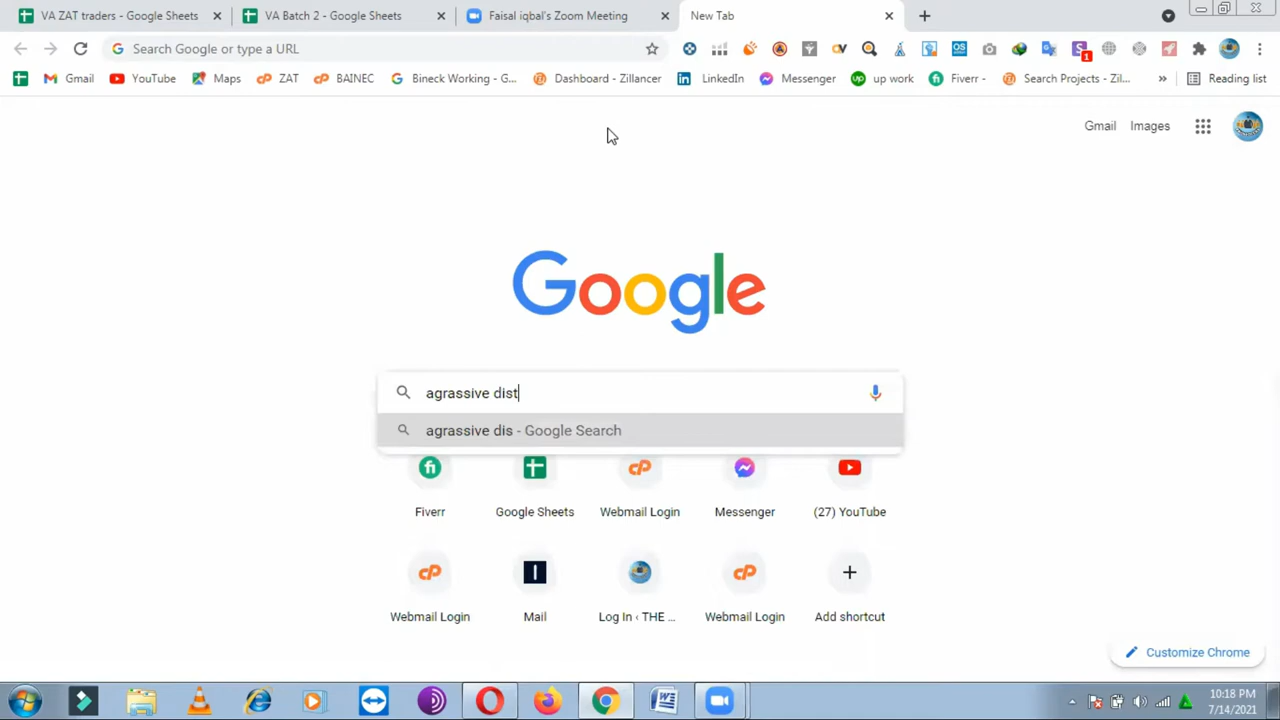 VA ZAT traders - Google Sheets
VA Batch 2 - Google Sheets
Faisal iqbal's Zoom Meeting
New Tab
Search Google or type a URL
1
Gmail
YouTube
Maps
ZAT
BAINEC
Bineck Working - G...
Dashboard - Zillancer
LinkedIn
Messenger
up work
Fiverr -
Search Projects - Zil...
Reading list
Gmail
Images
Google
agrassive dist
agrassive dis - Google Search
Fiverr
Google Sheets
Webmail Login
Messenger
(27) YouTube
Webmail Login
Mail
Log In ‹ THE ...
Webmail Login
Add shortcut
Customize Chrome
10:18 PM
7/14/2021